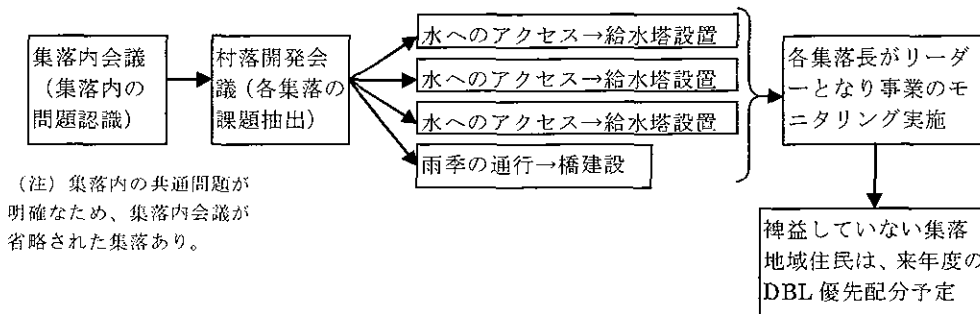 集落内会議
（集落内の
問題認識）
村落開発会
議（各集落の
課題抽出）
水へのアクセス→給水塔設置
水へのアクセス→給水塔設置
水へのアクセス→給水塔設置
雨季の通行→橋建設
各集落長がリーダ
ーとなり事業のモ
ニタリング実施
（注）集落内の共通問題が
明確なため、集落内会議が
省略された集落あり。
裨益していない集落
地域住民は、来年度の
DBL 優先配分予定